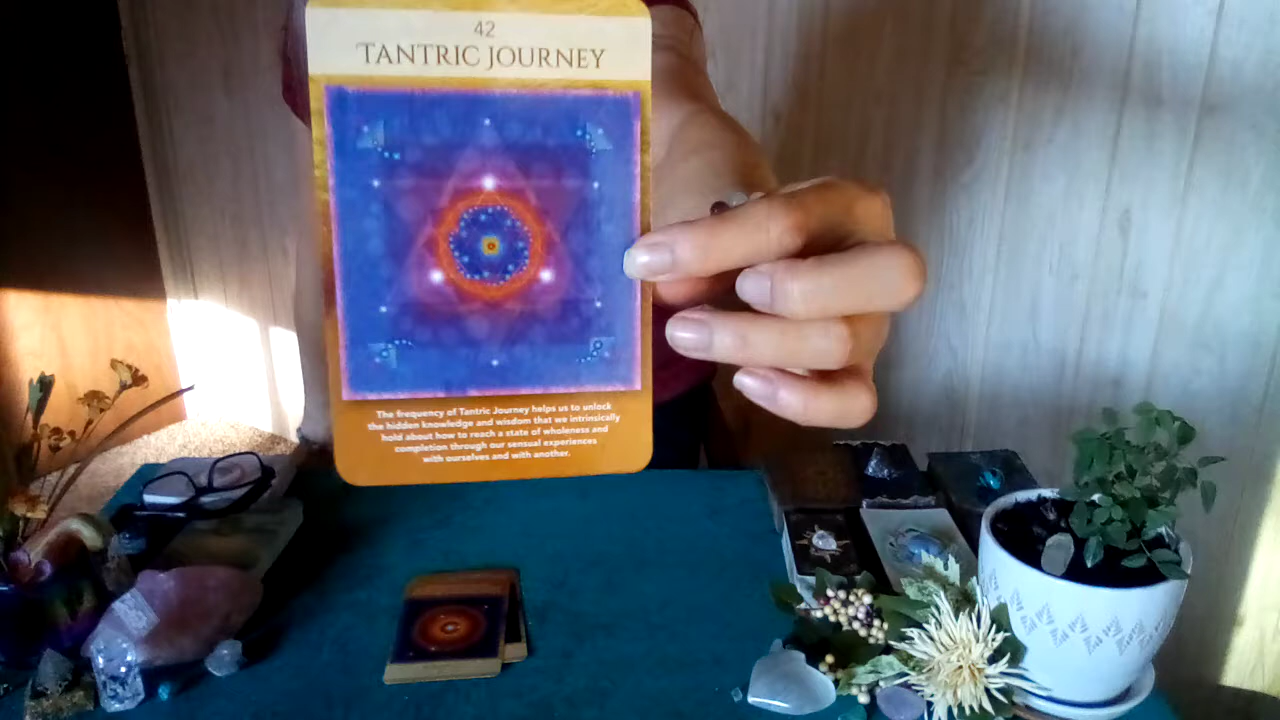 42
TANTRIC JOURNEY
The frequency of Tantric Journey helps us to unlock
the hidden knowledge and wisdom that we intrinsically
hold about how to reach a state of wholeness and
completion through our sensual experiences
with ourselves and with another.